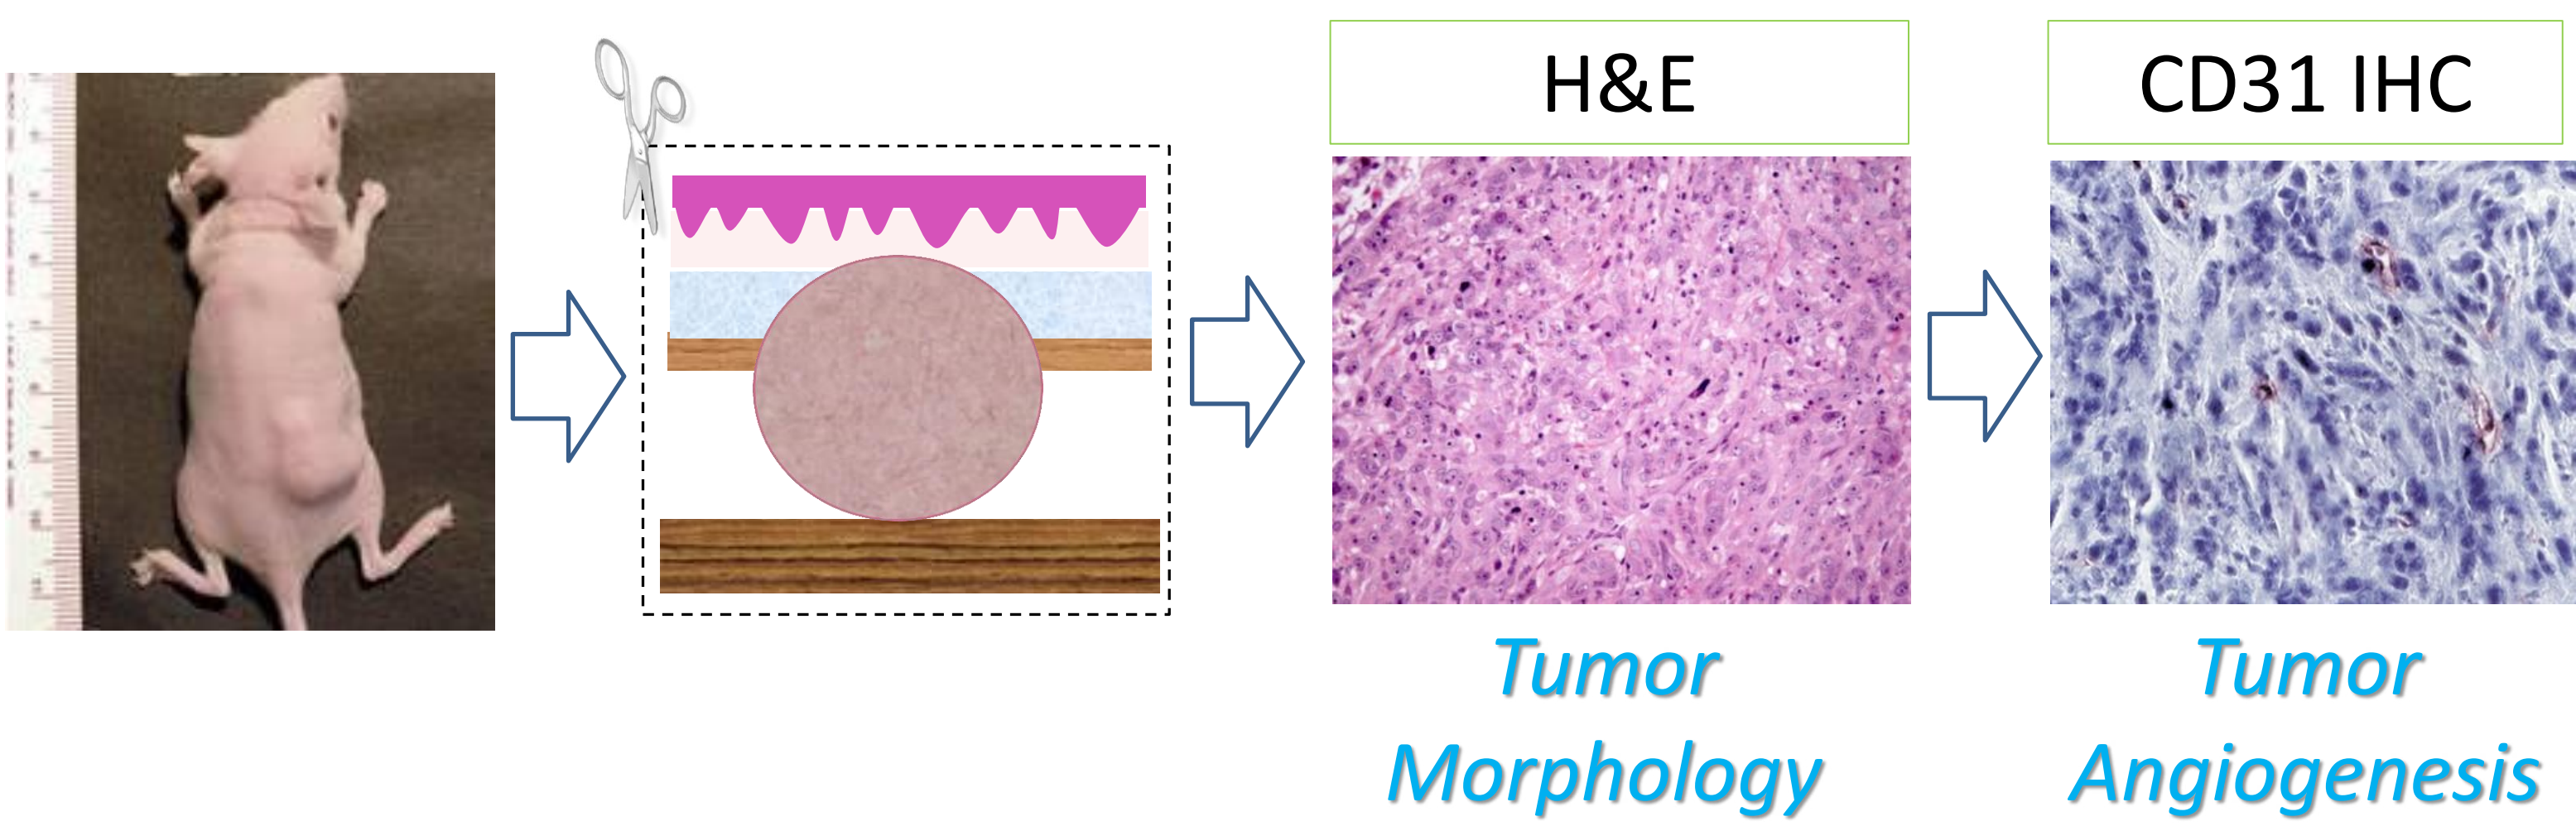 H&E
CD31 IHC
Tumor
Morphology
Tumor
Angiogenesis